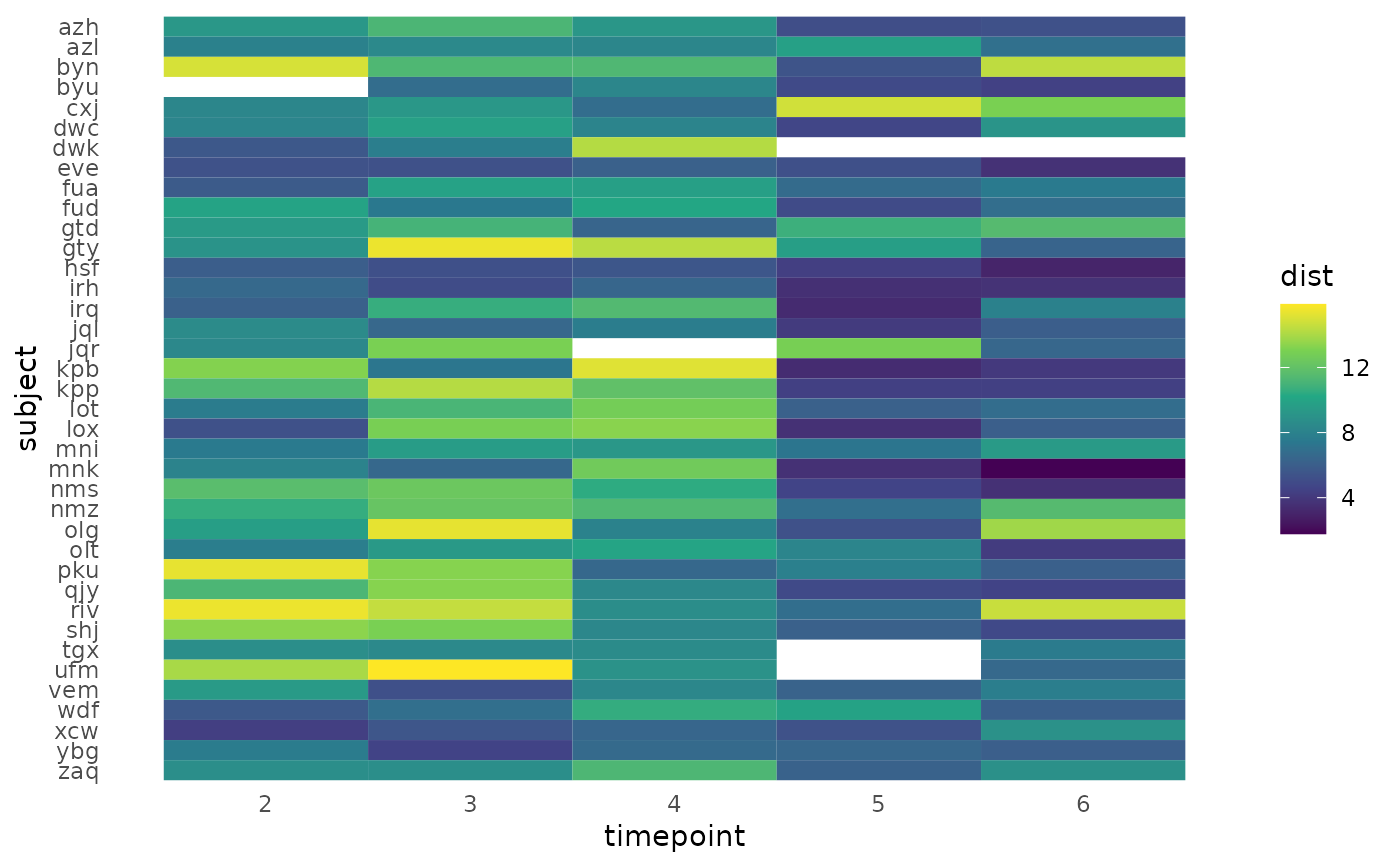 azh
azl
byn
byu
cxj
dwc
dwk
eve
fua
fud
gtd
gty
hsf
irh
irq
jql
jqr
kpb
kpp
lot
lox
mni
mnk
nms
nmz
olg
olt
pku
qjy
riv
shj
tgx
ufm
vem
wdf
xcw
ybg
zaq
subject
2 3 4 5 6
timepoint
dist
12
8
4